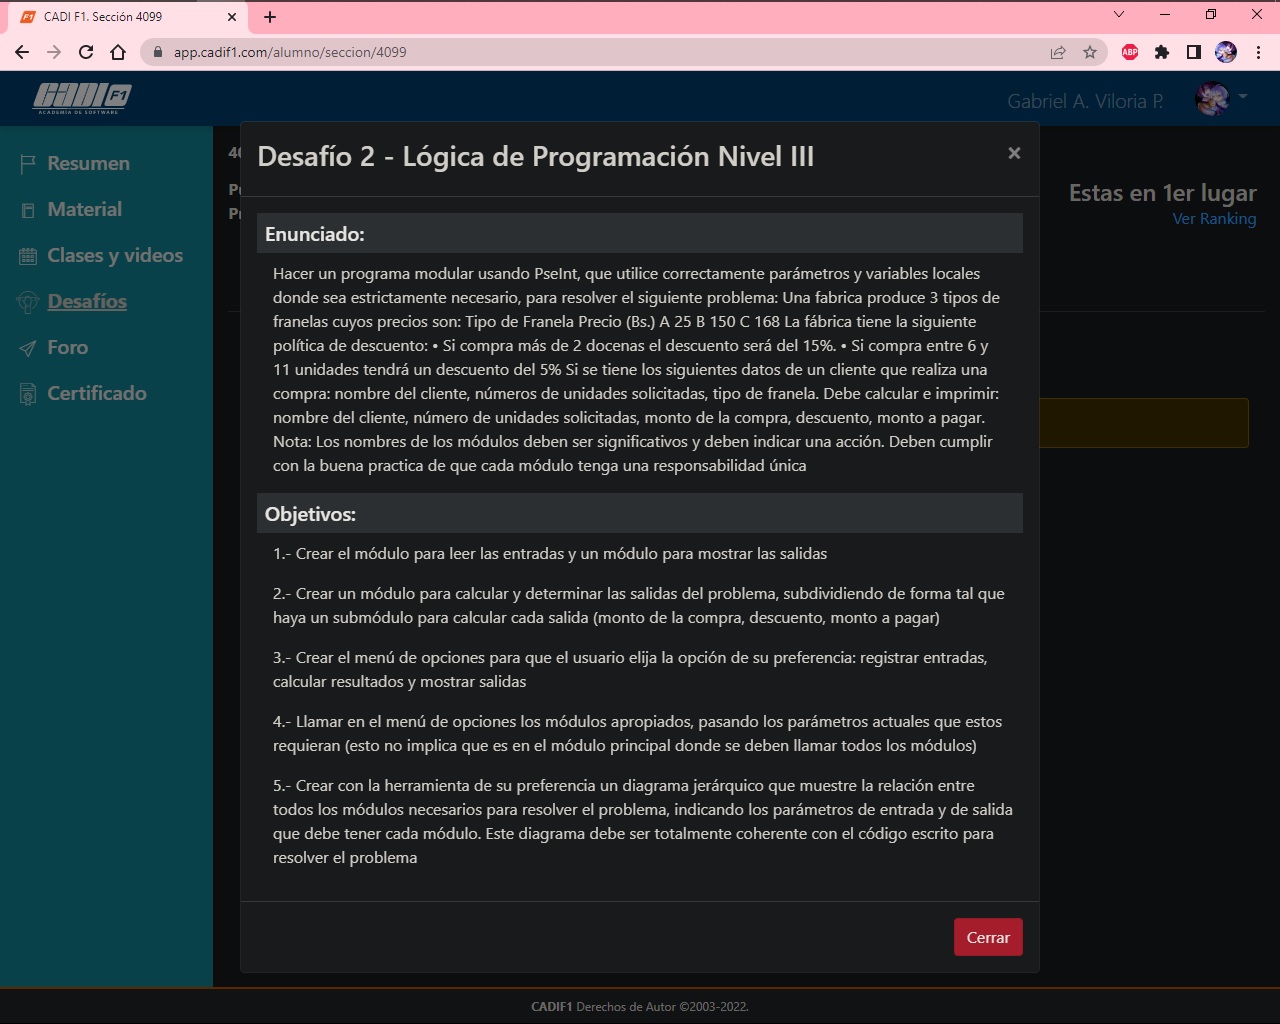 CADI F1. Sección 4099
app.cadif1.com/alumno/seccion/4099
ABP
CADI F1
ACADEMIA DE SOFTWARE
Gabriel A. Viloria P.
Resumen
Material
Clases y videos
Desafíos
Foro
Certificado
Estas en 1er lugar
Ver Ranking
Desafío 2 - Lógica de Programación Nivel III
×
Enunciado:
Hacer un programa modular usando PseInt, que utilice correctamente parámetros y variables locales
donde sea estrictamente necesario, para resolver el siguiente problema: Una fabrica produce 3 tipos de
franelas cuyos precios son: Tipo de Franela Precio (Bs.) A 25 B 150 C 168 La fábrica tiene la siguiente
política de descuento: • Si compra más de 2 docenas el descuento será del 15%. • Si compra entre 6 y
11 unidades tendrá un descuento del 5% Si se tiene los siguientes datos de un cliente que realiza una
compra: nombre del cliente, números de unidades solicitadas, tipo de franela. Debe calcular e imprimir:
nombre del cliente, número de unidades solicitadas, monto de la compra, descuento, monto a pagar.
Nota: Los nombres de los módulos deben ser significativos y deben indicar una acción. Deben cumplir
con la buena practica de que cada módulo tenga una responsabilidad única
Objetivos:
1.- Crear el módulo para leer las entradas y un módulo para mostrar las salidas
2.- Crear un módulo para calcular y determinar las salidas del problema, subdividiendo de forma tal que
haya un submódulo para calcular cada salida (monto de la compra, descuento, monto a pagar)
3.- Crear el menú de opciones para que el usuario elija la opción de su preferencia: registrar entradas,
calcular resultados y mostrar salidas
4.- Llamar en el menú de opciones los módulos apropiados, pasando los parámetros actuales que estos
requieran (esto no implica que es en el módulo principal donde se deben llamar todos los módulos)
5.- Crear con la herramienta de su preferencia un diagrama jerárquico que muestre la relación entre
todos los módulos necesarios para resolver el problema, indicando los parámetros de entrada y de salida
que debe tener cada módulo. Este diagrama debe ser totalmente coherente con el código escrito para
resolver el problema
Cerrar
CADIF1 Derechos de Autor ©2003-2022.